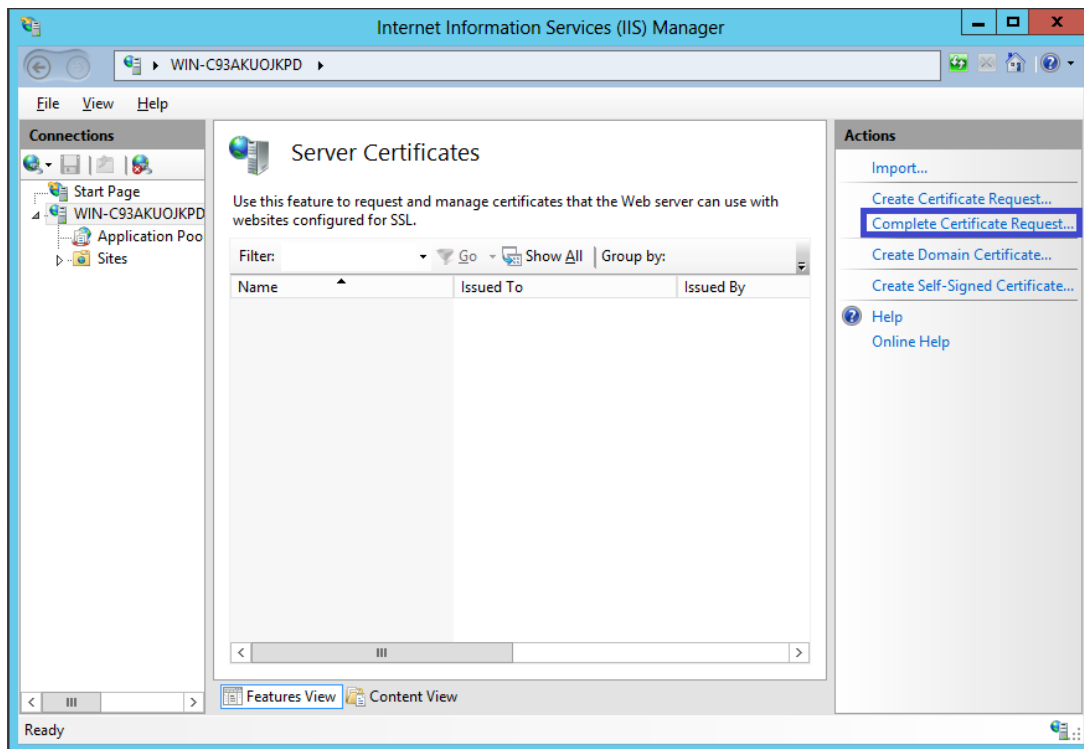 Internet Information Services (IIS) Manager
WIN-C93AKUOJKPD
File View Help
Connections
Start Page
WIN-C93AKUOJKPD
Application Poo
Sites
Server Certificates
Use this feature to request and manage certificates that the Web server can use with
websites configured for SSL.
Filter: Go Show All Group by:
Name Issued To Issued By
Features View Content View
Actions
Import...
Create Certificate Request...
Complete Certificate Request...
Create Domain Certificate...
Create Self-Signed Certificate...
Help
Online Help
Ready